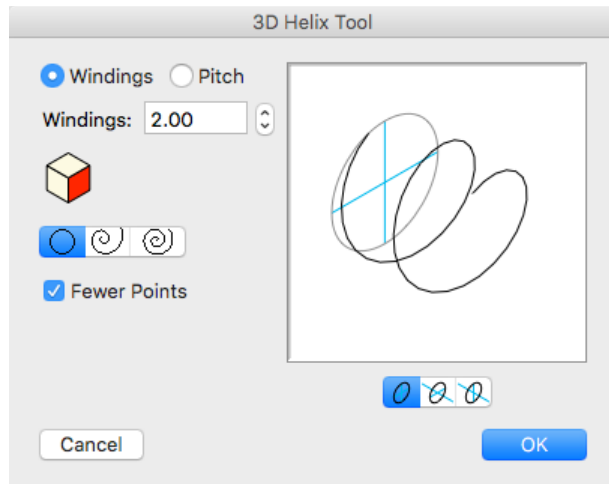 3D Helix Tool
Windings Pitch
Windings: 2.00
Fewer Points
Cancel OK